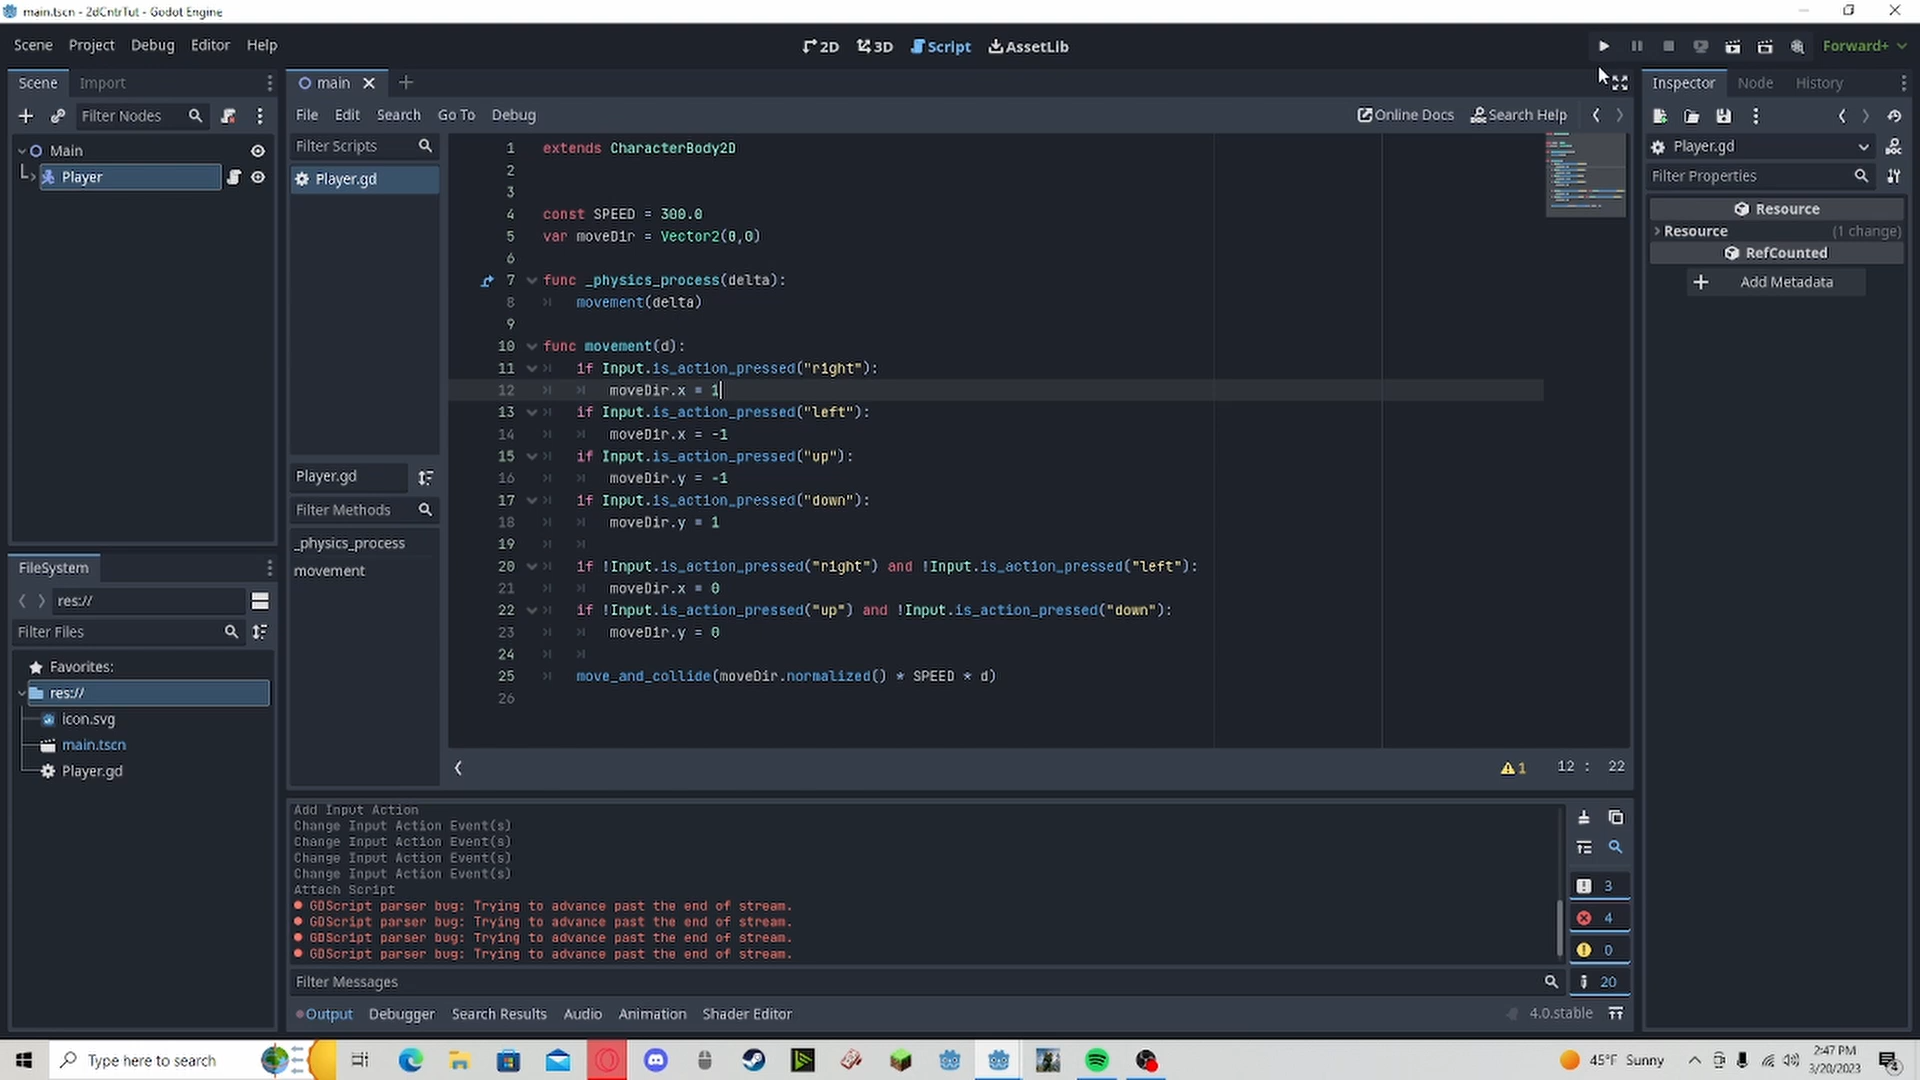 main.tscn - 2dCntrTut - Godot Engine
Scene Project Debug Editor Help
2D 3D Script AssetLib
Forward+
Scene Import
main
Inspector Node History
Filter Nodes
File Edit Search Go To Debug
Online Docs Search Help
Main
Player
Filter Scripts
Player.gd
1 extends CharacterBody2D
2
3
4 const SPEED = 300.0
5 var moveDir = Vector2(0,0)
6
7 func _physics_process(delta):
8 movement(delta)
9
10 func movement(d):
11 if Input.is_action_pressed("right"):
12 moveDir.x = 1
13 if Input.is_action_pressed("left"):
14 moveDir.x = -1
15 if Input.is_action_pressed("up"):
16 moveDir.y = -1
17 if Input.is_action_pressed("down"):
18 moveDir.y = 1
19
20 if !Input.is_action_pressed("right") and !Input.is_action_pressed("left"):
21 moveDir.x = 0
22 if !Input.is_action_pressed("up") and !Input.is_action_pressed("down"):
23 moveDir.y = 0
24
25 move_and_collide(moveDir.normalized() * SPEED * d)
26
Player.gd
Filter Methods
_physics_process
movement
1 12 : 22
Player.gd
Filter Properties
Resource
Resource (1 change)
RefCounted
Add Metadata
FileSystem
res://
Filter Files
Favorites:
res://
icon.svg
main.tscn
Player.gd
Add Input Action
Change Input Action Event(s)
Change Input Action Event(s)
Change Input Action Event(s)
Change Input Action Event(s)
Attach Script
GDScript parser bug: Trying to advance past the end of stream.
GDScript parser bug: Trying to advance past the end of stream.
GDScript parser bug: Trying to advance past the end of stream.
GDScript parser bug: Trying to advance past the end of stream.
3
4
0
20
Filter Messages
Output Debugger Search Results Audio Animation Shader Editor
4.0.stable
Type here to search
45°F Sunny
2:47 PM
3/20/2023
4